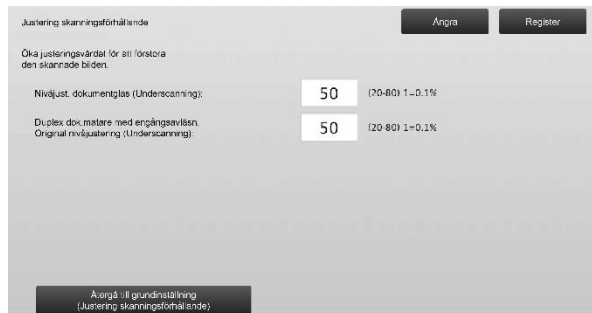 Justering skanningsförhållande
Ångra
Register
Öka justeringsvärdet för att förstora
den skannade bilden.
Nivåjust. dokumentglas (Underscanning):
50
(20-80) 1=0.1%
Duplex dok.matare med engångsavläsn.
Original nivåjustering (Underscanning):
50
(20-80) 1=0.1%
Återgå till grundinställning
(Justering skanningsförhållande)